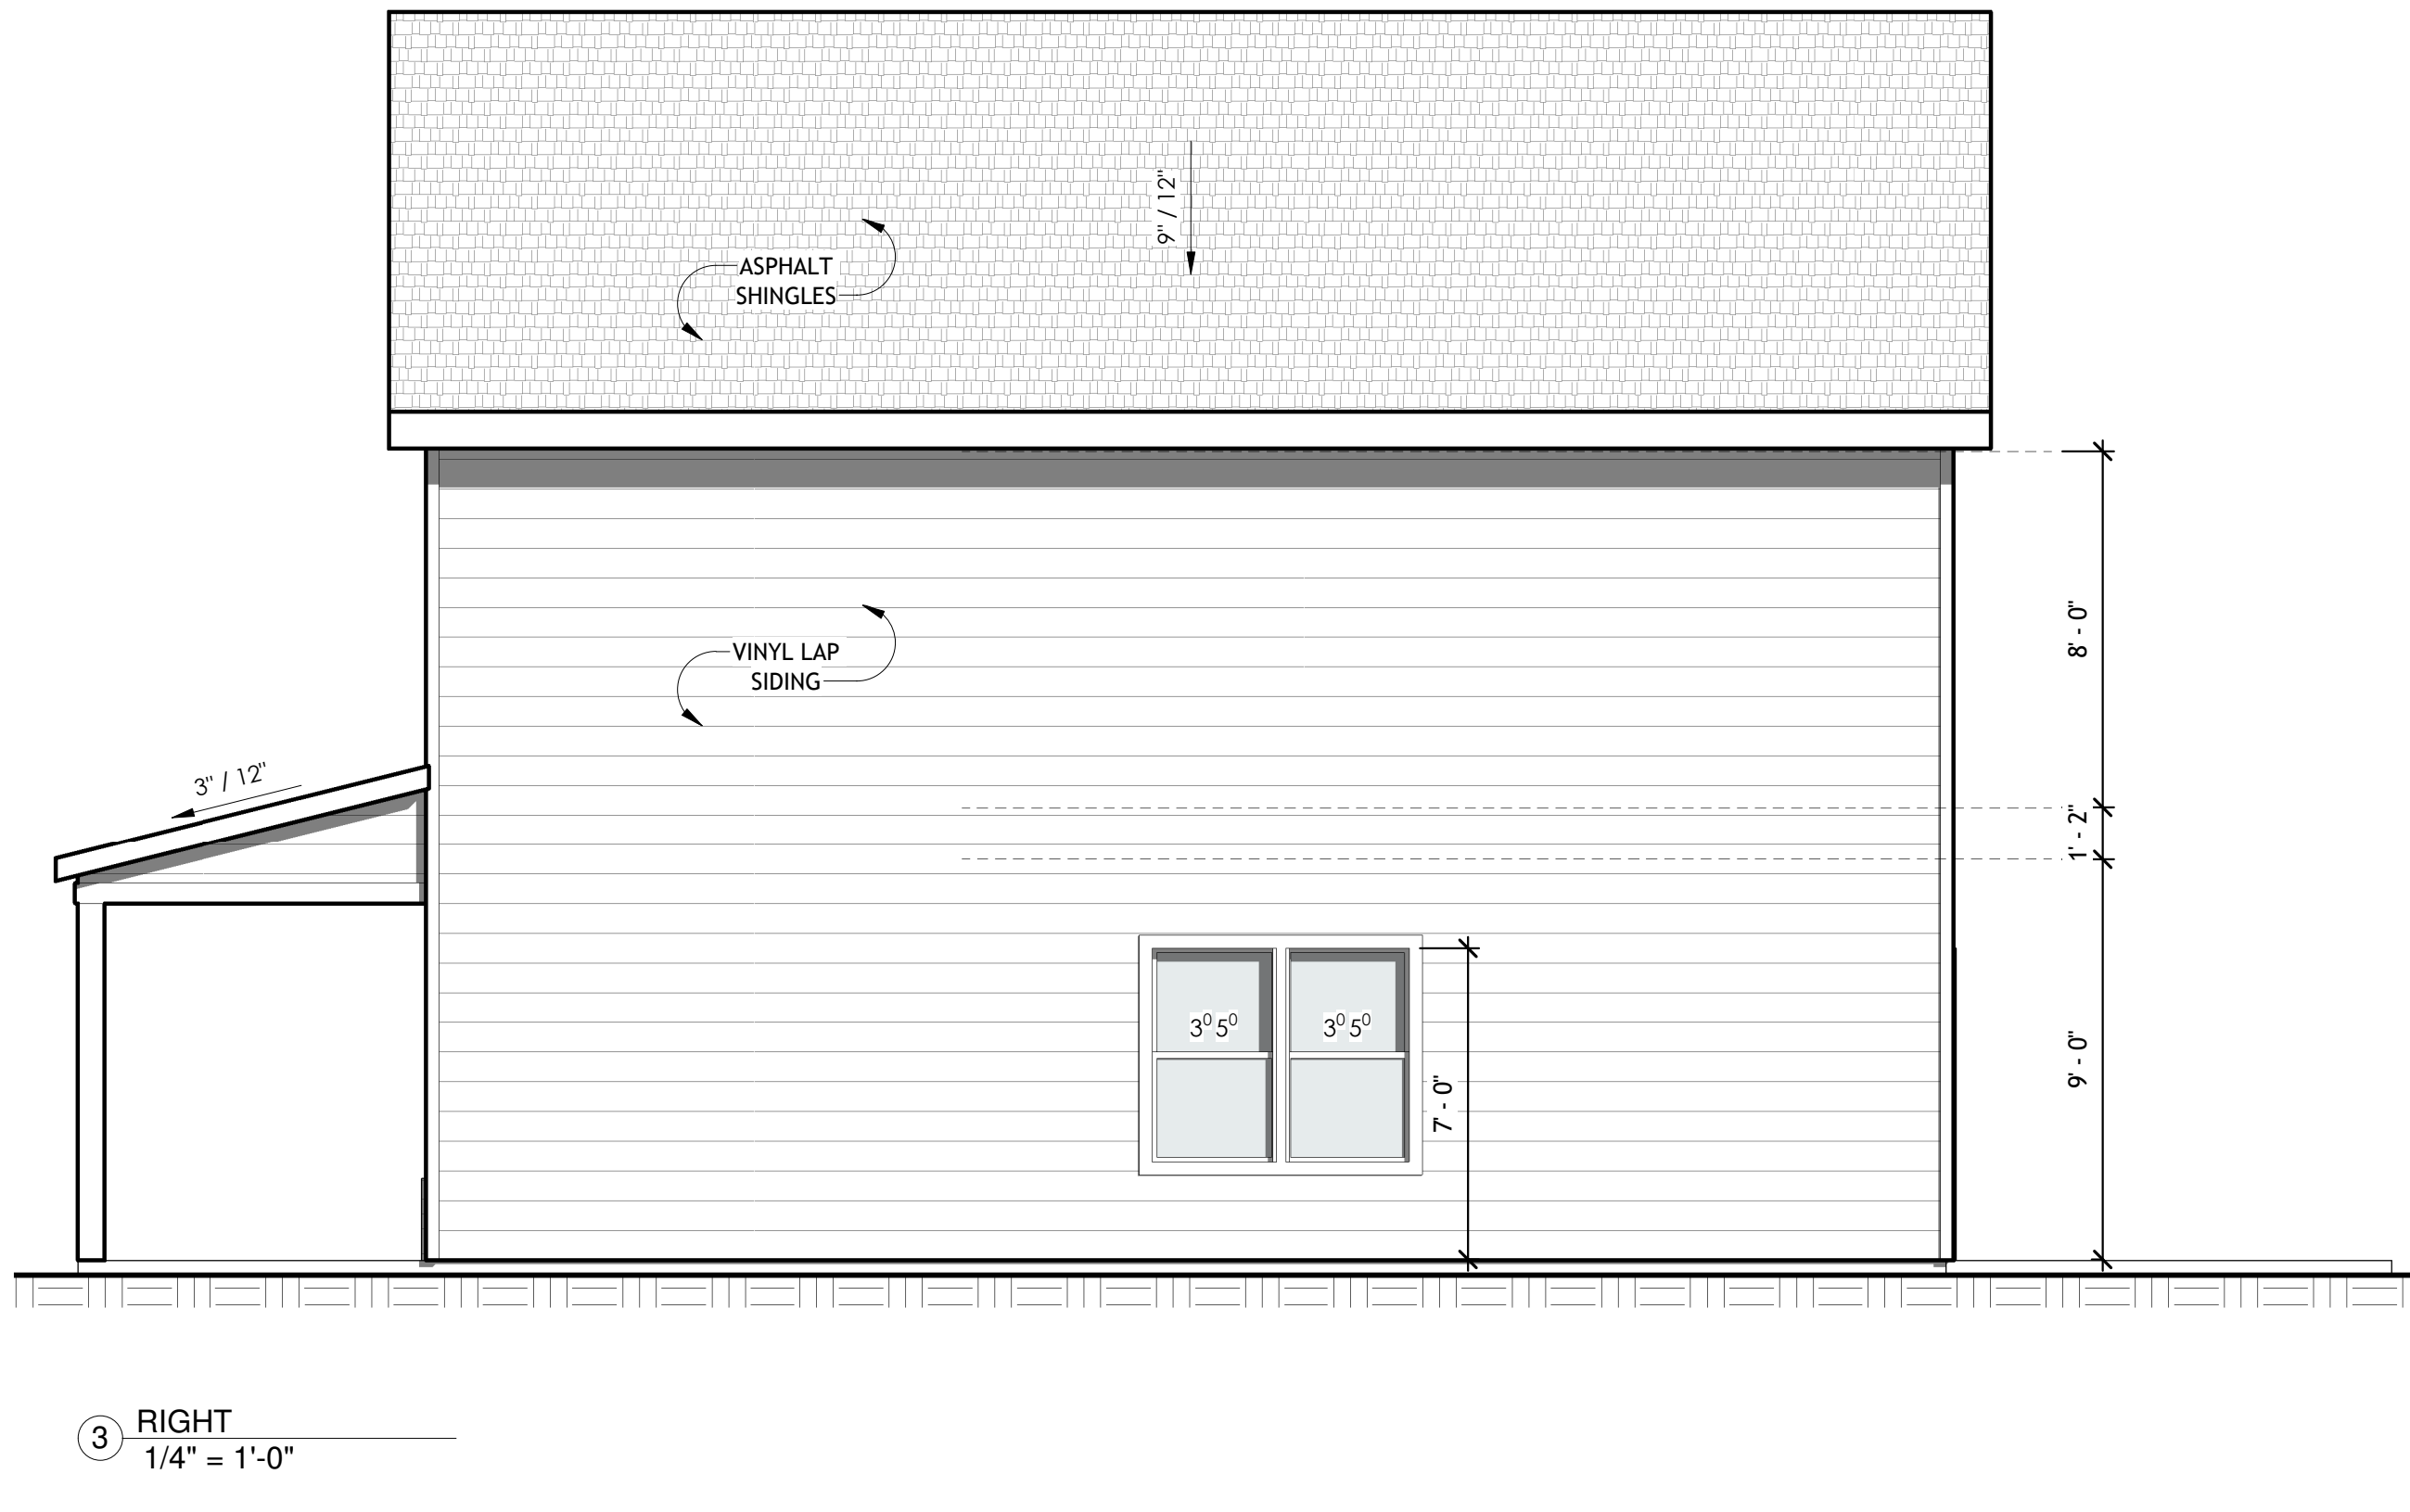 9" / 12"
ASPHALT
SHINGLES
8' - 0"
VINYL LAP
SIDING
3" / 12"
1' - 2"
3⁰ 5⁰
3⁰ 5⁰
7' - 0"
9' - 0"
3
RIGHT
1/4" = 1'-0"